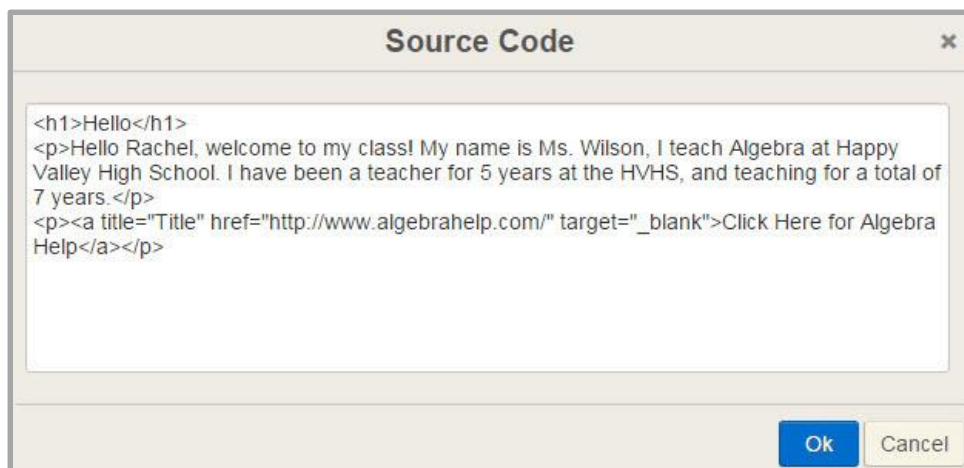 Source Code
×
<h1>Hello</h1>
<p>Hello Rachel, welcome to my class! My name is Ms. Wilson, I teach Algebra at Happy
Valley High School. I have been a teacher for 5 years at the HVHS, and teaching for a total of
7 years.</p>
<p><a title="Title" href="http://www.algebrahelp.com/" target="_blank">Click Here for Algebra
Help</a></p>
Ok
Cancel